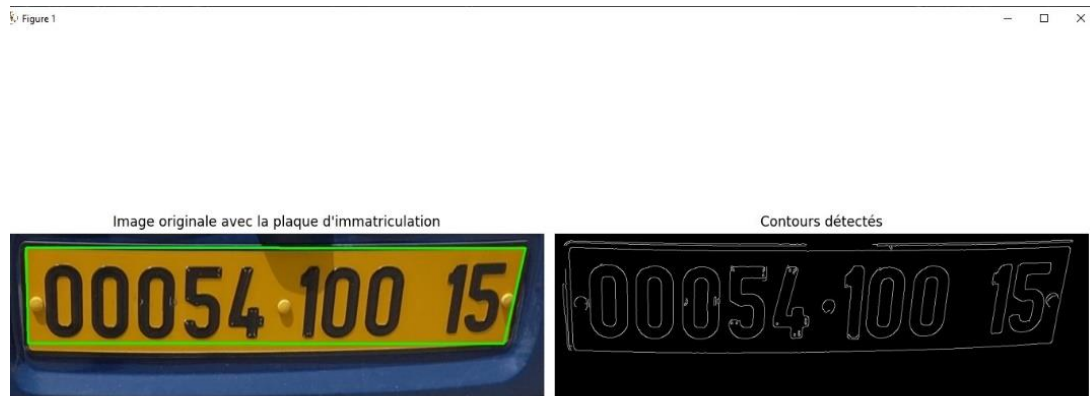 Figure 1
Image originale avec la plaque d'immatriculation
Contours détectés
00054 100 15
00054 100 15